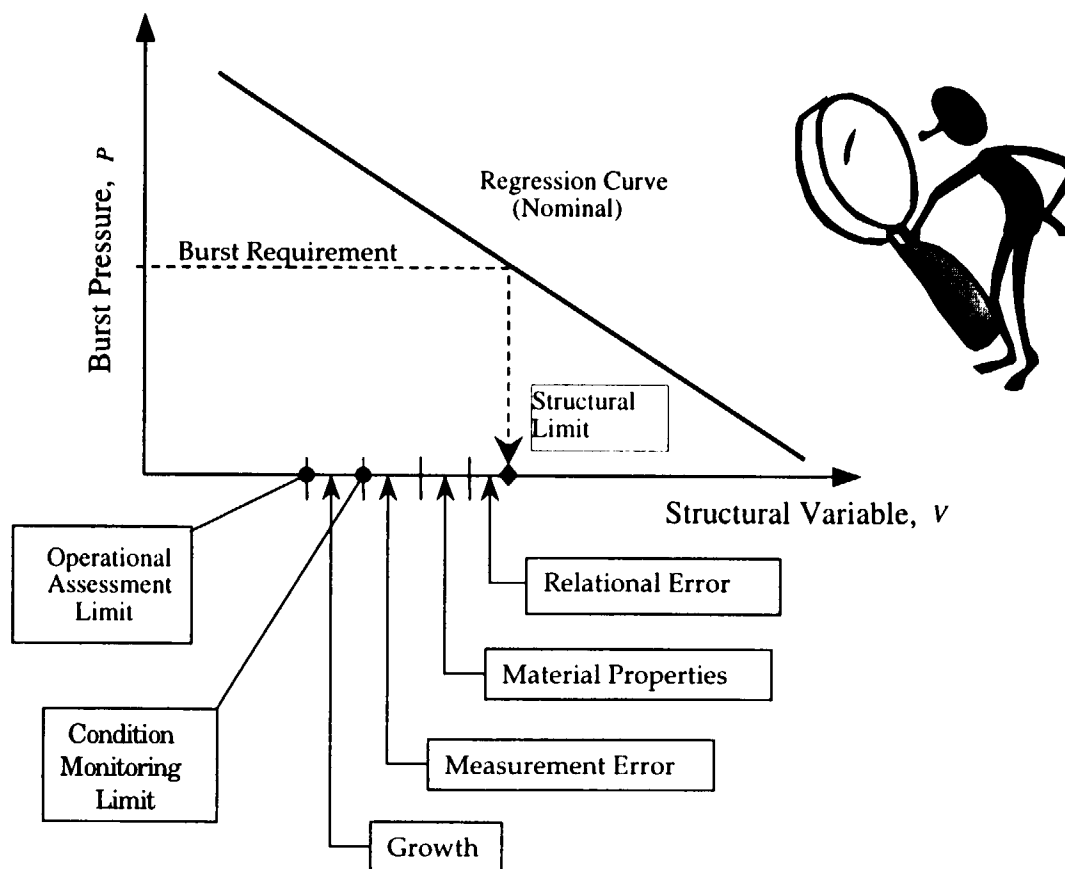 Burst Pressure, P
Regression Curve
(Nominal)
Burst Requirement
Structural
Limit
Structural Variable, V
Operational
Assessment
Limit
Relational Error
Material Properties
Condition
Monitoring
Limit
Measurement Error
Growth